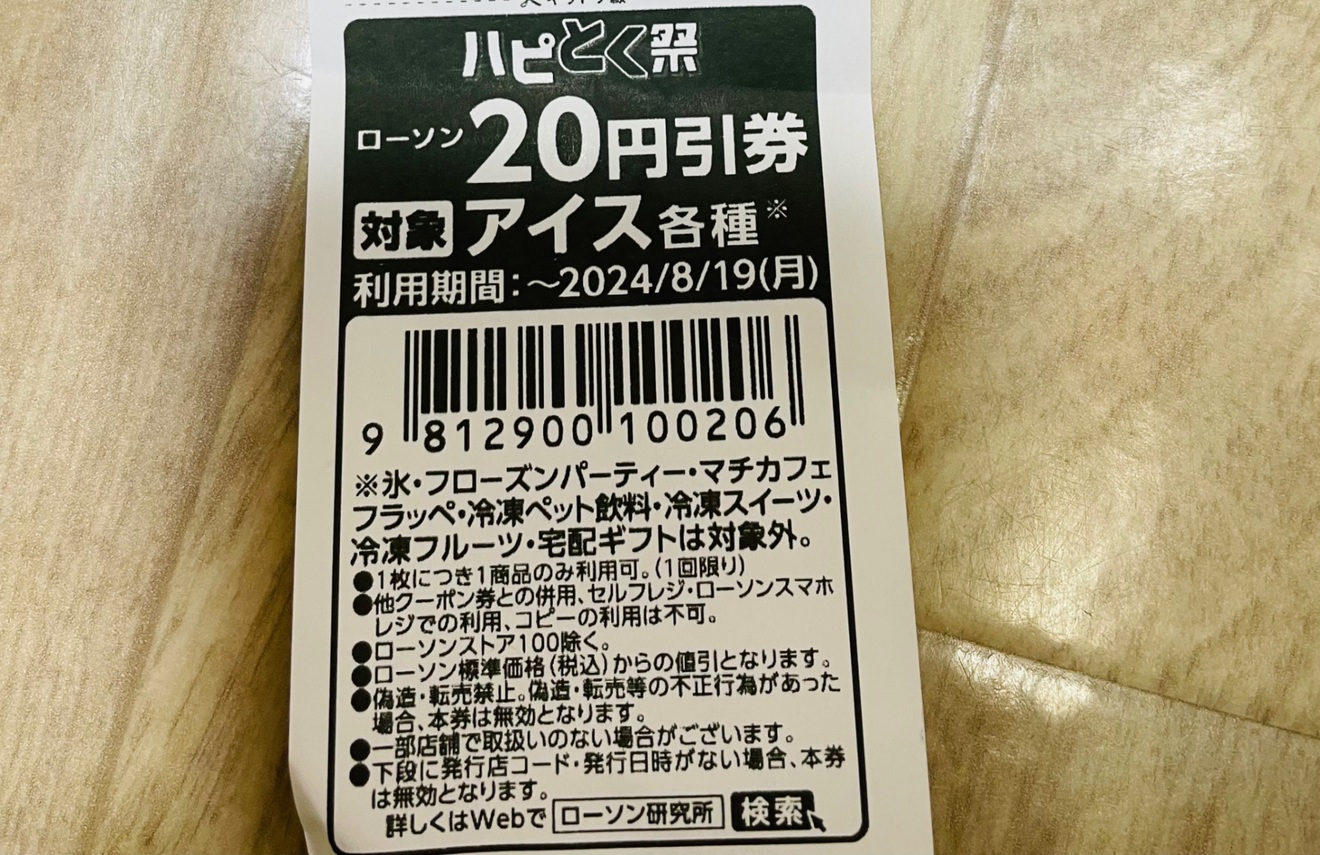 ハピとく祭
ローソン20円引券
対象 アイス各種※
利用期間:~2024/8/19(月)
9 812900 100206
※氷・フローズンパーティー・マチカフェ
フラッペ・冷凍ペット飲料・冷凍スイーツ・
冷凍フルーツ・宅配ギフトは対象外。
●1枚につき1商品のみ利用可。(1回限り)
●他クーポン券との併用、セルフレジ・ローソンスマホ
レジでの利用、コピーの利用は不可。
●ローソンストア100除く。
●ローソン標準価格(税込)からの値引となります。
●偽造・転売禁止。偽造・転売等の不正行為があった
場合、本券は無効となります。
●一部店舗で取扱いのない場合がございます。
●下段に発行店コード・発行日時がない場合、本券
は無効となります。
詳しくはWebで ローソン研究所 検索